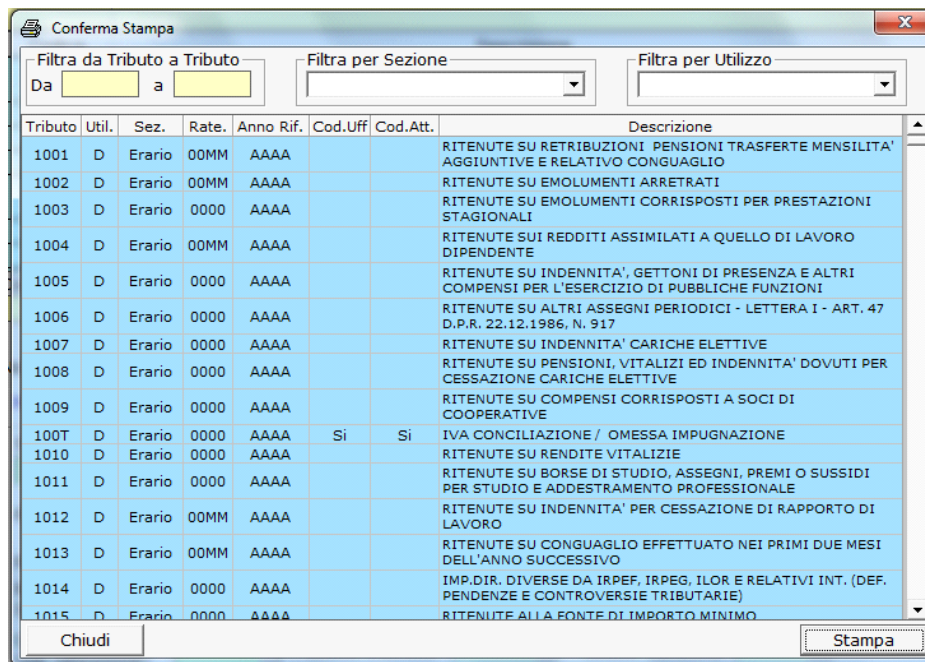 Conferma Stampa
Filtra da Tributo a Tributo
Da a
Filtra per Sezione
Filtra per Utilizzo
Tributo Util. Sez. Rate. Anno Rif. Cod.Uff Cod.Att. Descrizione
1001 D Erario 00MM AAAA RITENUTE SU RETRIBUZIONI PENSIONI TRASFERTE MENSILITA'
AGGIUNTIVE E RELATIVO CONGUAGLIO
1002 D Erario 00MM AAAA RITENUTE SU EMOLUMENTI ARRETRATI
1003 D Erario 0000 AAAA RITENUTE SU EMOLUMENTI CORRISPOSTI PER PRESTAZIONI
STAGIONALI
1004 D Erario 00MM AAAA RITENUTE SUI REDDITI ASSIMILATI A QUELLO DI LAVORO
DIPENDENTE
1005 D Erario 0000 AAAA RITENUTE SU INDENNITA', GETTONI DI PRESENZA E ALTRI
COMPENSI PER L'ESERCIZIO DI PUBBLICHE FUNZIONI
1006 D Erario 0000 AAAA RITENUTE SU ALTRI ASSEGNI PERIODICI - LETTERA I - ART. 47
D.P.R. 22.12.1986, N. 917
1007 D Erario 0000 AAAA RITENUTE SU INDENNITA' CARICHE ELETTIVE
1008 D Erario 0000 AAAA RITENUTE SU PENSIONI, VITALIZI ED INDENNITA' DOVUTI PER
CESSAZIONE CARICHE ELETTIVE
1009 D Erario 0000 AAAA RITENUTE SU COMPENSI CORRISPOSTI A SOCI DI
COOPERATIVE
100T D Erario 0000 AAAA Si Si IVA CONCILIAZIONE / OMESSA IMPUGNAZIONE
1010 D Erario 0000 AAAA RITENUTE SU RENDITE VITALIZIE
1011 D Erario 0000 AAAA RITENUTE SU BORSE DI STUDIO, ASSEGNI, PREMI O SUSSIDI
PER STUDIO E ADDESTRAMENTO PROFESSIONALE
1012 D Erario 00MM AAAA RITENUTE SU INDENNITA' PER CESSAZIONE DI RAPPORTO DI
LAVORO
1013 D Erario 00MM AAAA RITENUTE SU CONGUAGLIO EFFETTUATO NEI PRIMI DUE MESI
DELL'ANNO SUCCESSIVO
1014 D Erario 0000 AAAA IMP.DIR. DIVERSE DA IRPEF, IRPEG, ILOR E RELATIVI INT. (DEF.
PENDENZE E CONTROVERSIE TRIBUTARIE)
1015 D Erario 0000 AAAA RITENUTE ALLA FONTE DI IMPORTO MINIMO
Chiudi
Stampa